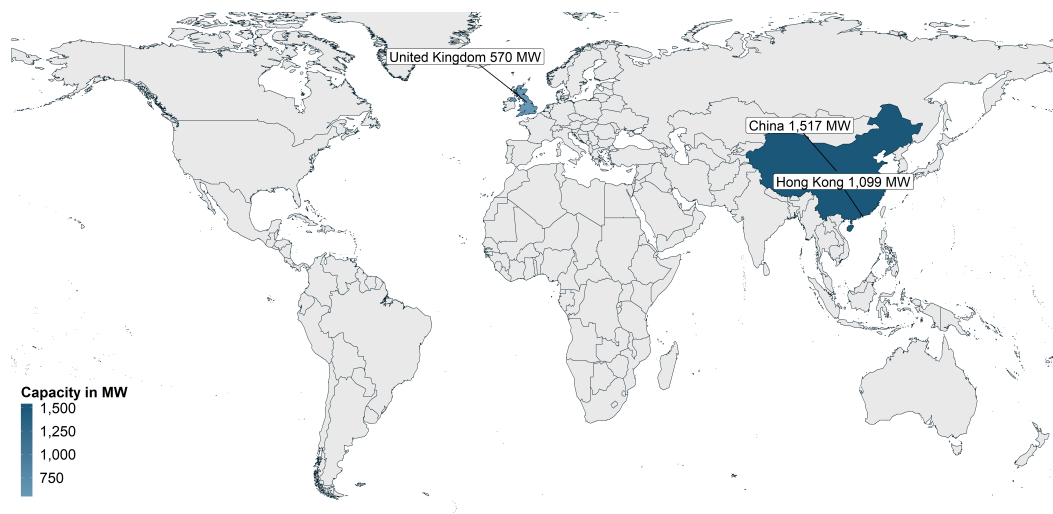 United Kingdom 570 MW
China 1,517 MW
Hong Kong 1,099 MW
Capacity in MW
1,500
1,250
1,000
750